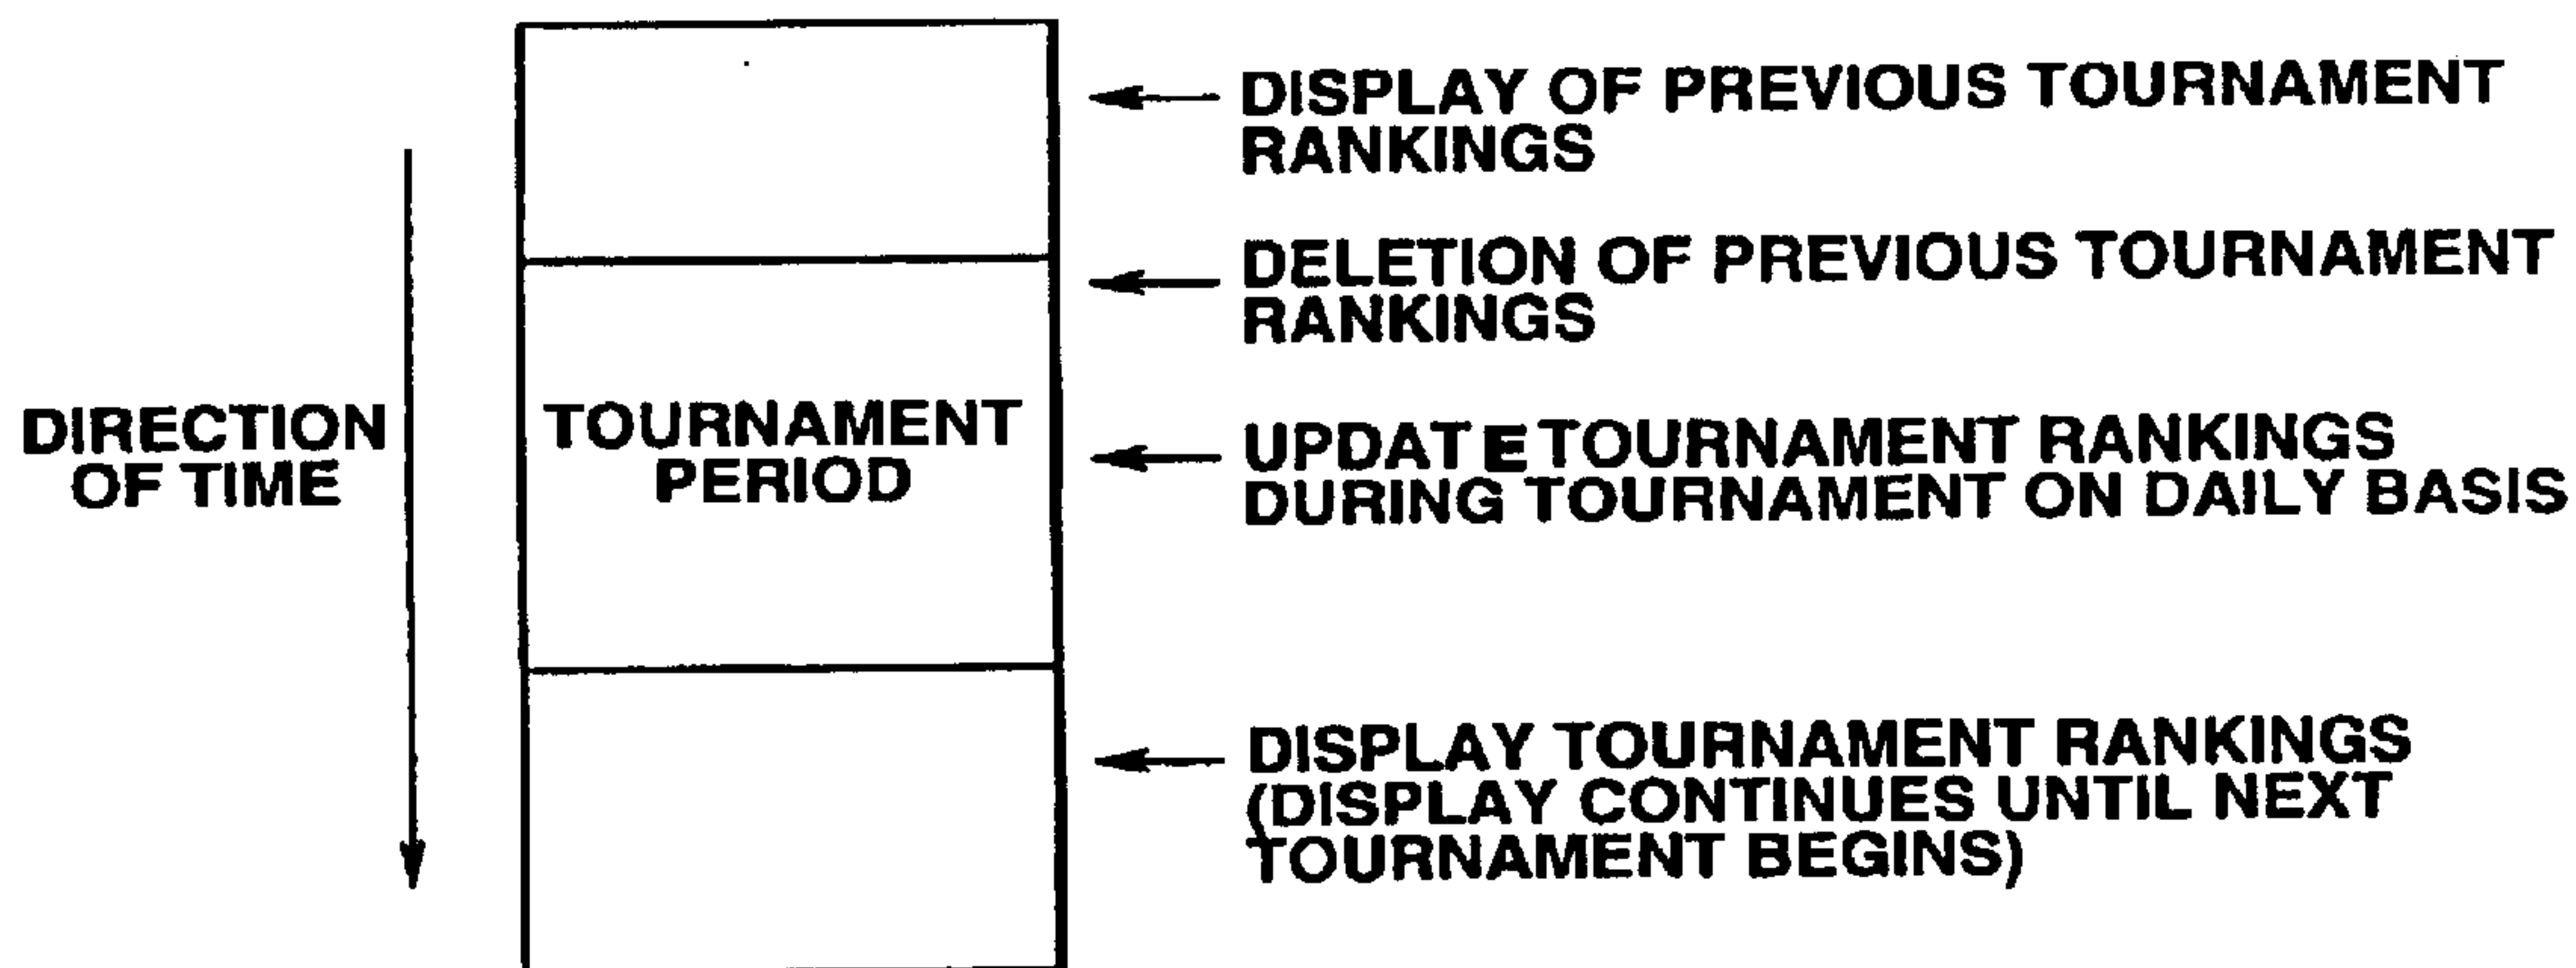 DISPLAY OF PREVIOUS TOURNAMENT
RANKINGS
DELETION OF PREVIOUS TOURNAMENT
RANKINGS
DIRECTION
OF TIME
TOURNAMENT
PERIOD
UPDATE TOURNAMENT RANKINGS
DURING TOURNAMENT ON DAILY BASIS
DISPLAY TOURNAMENT RANKINGS
(DISPLAY CONTINUES UNTIL NEXT
TOURNAMENT BEGINS)